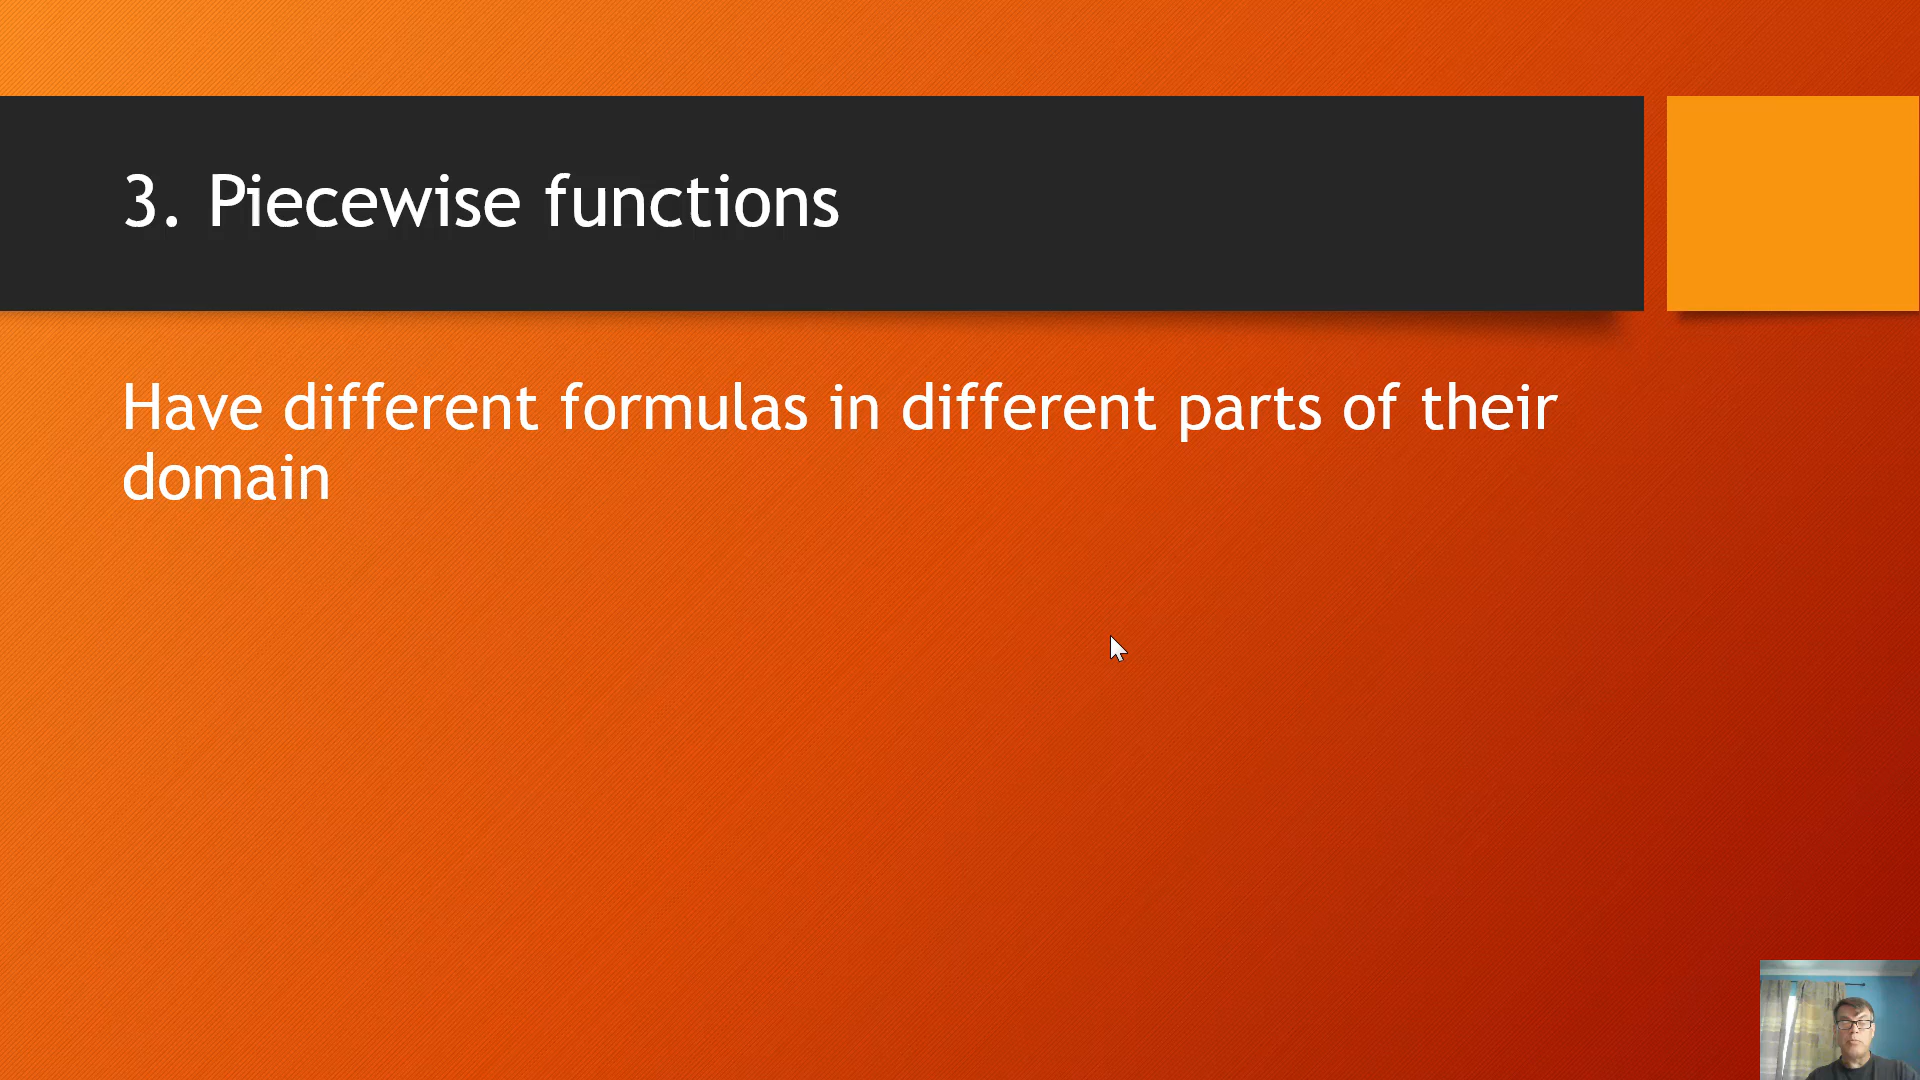 3. Piecewise functions
Have different formulas in different parts of their
domain